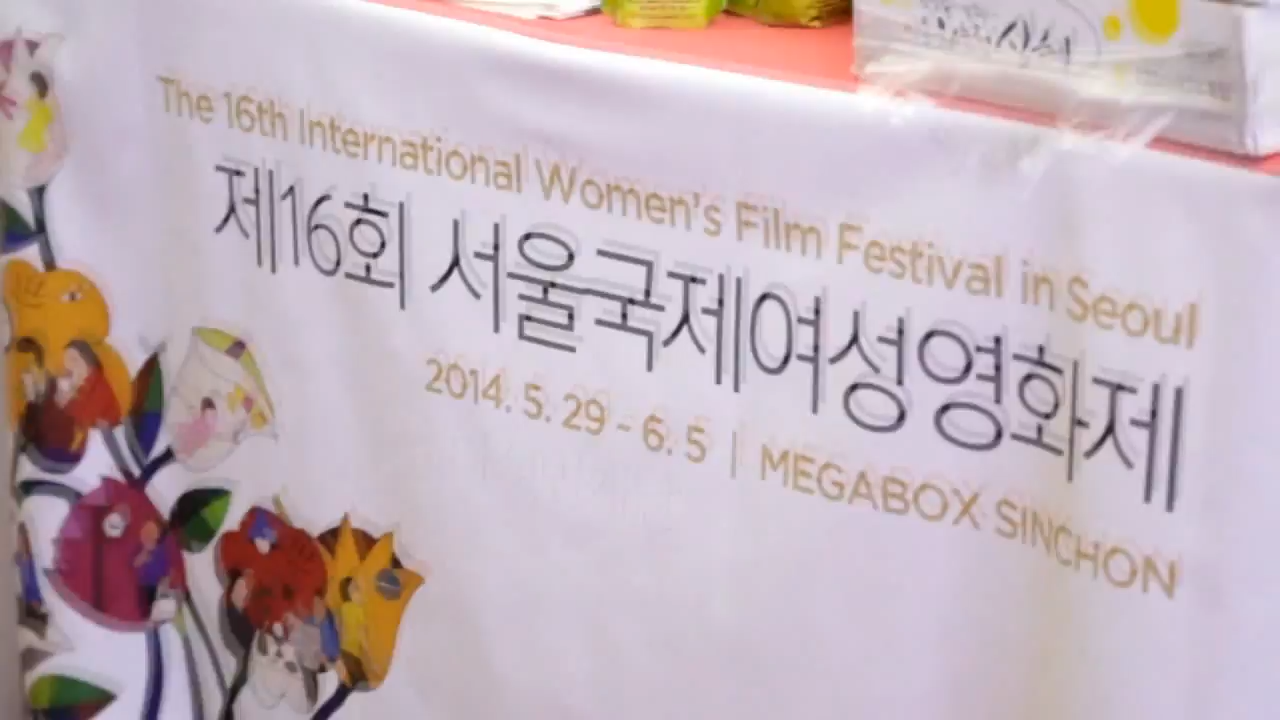 The 16th International Women's Film Festival in Seoul
제16회 서울국제여성영화제
2014. 5. 29 - 6. 5 | MEGABOX SINCHON